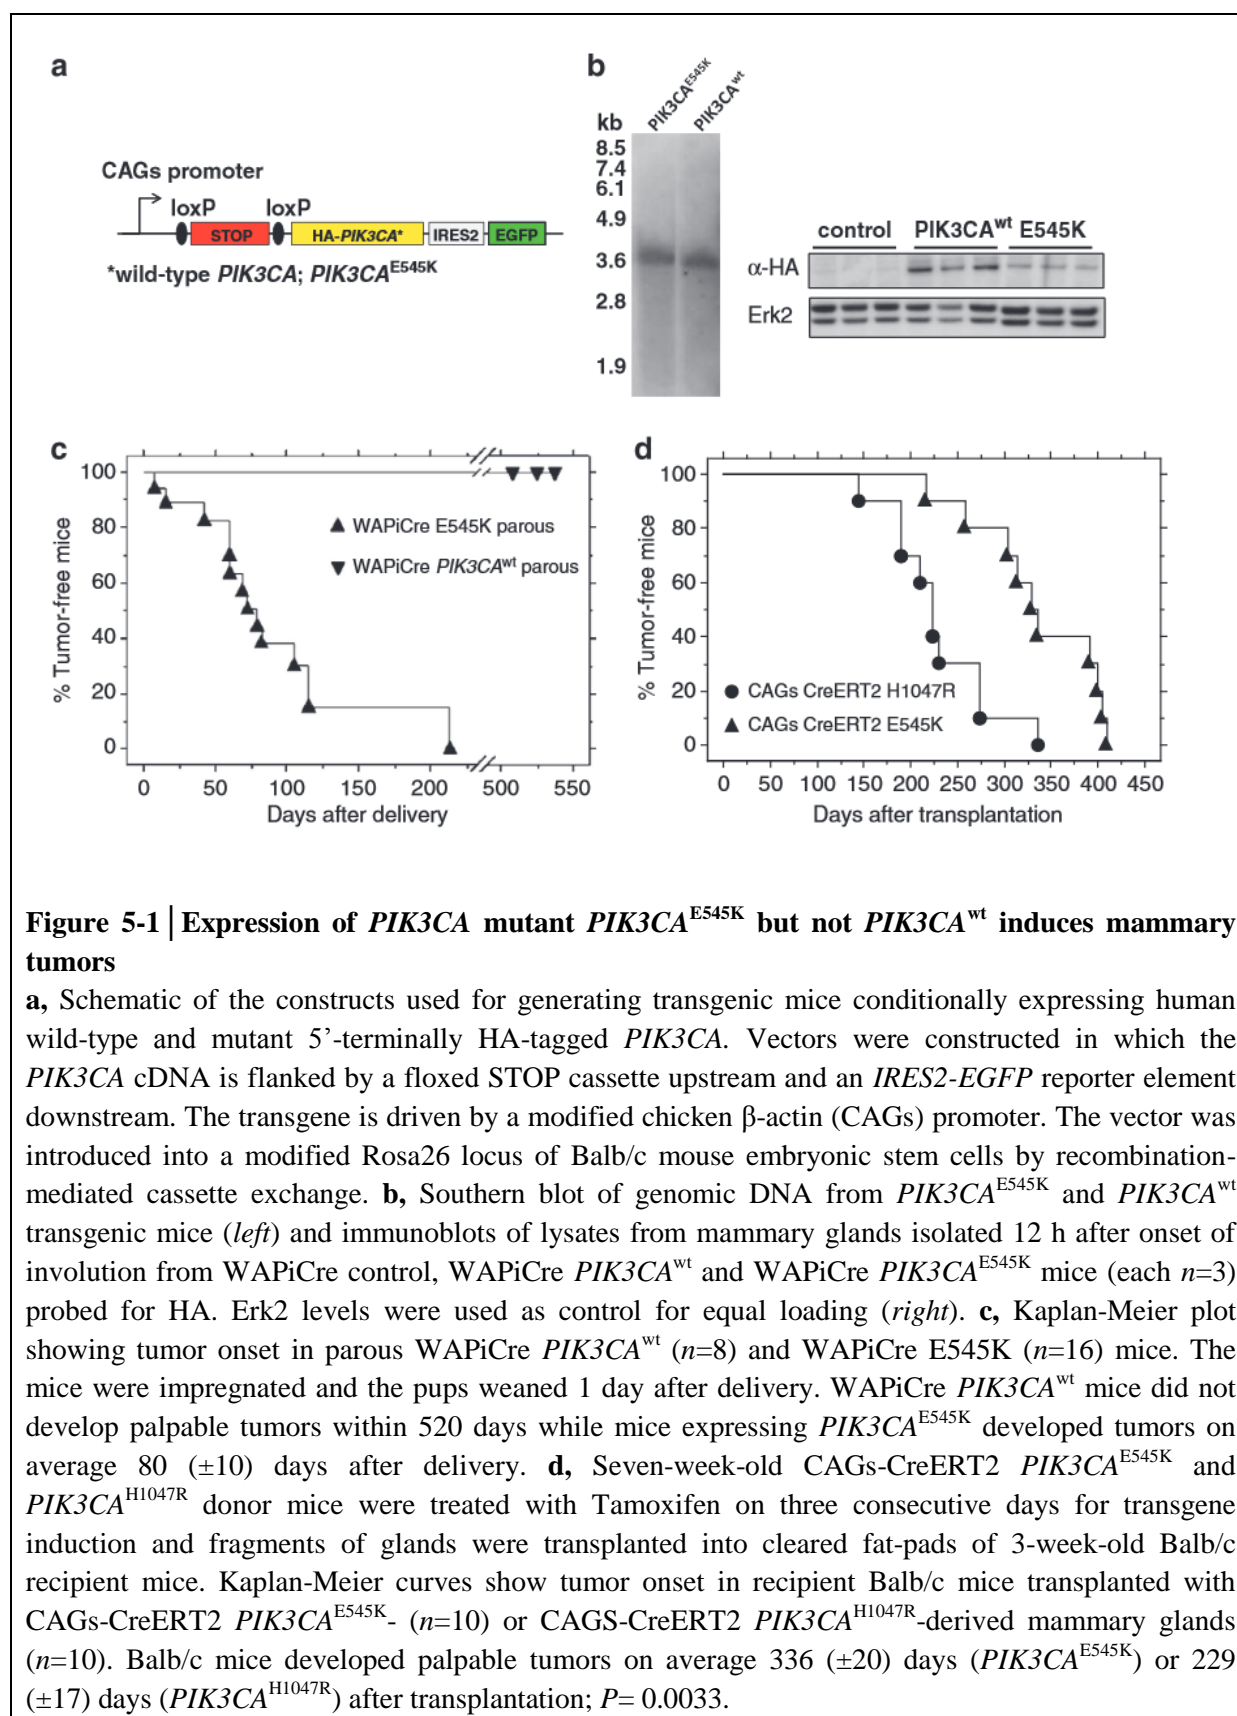 a
CAGs promoter
loxP loxP
STOP HA-PIK3CA* IRES2 EGFP
*wild-type PIK3CA; PIK3CA^E545K
b
PIK3CA^E545K PIK3CA^wt
kb
8.5
7.4
6.1
4.9
3.6
2.8
1.9
control PIK3CA^wt E545K
α-HA
Erk2
c
% Tumor-free mice
100
80
60
40
20
0
WAPiCre E545K parous
WAPiCre PIK3CA^wt parous
0 50 100 150 200 500 550
Days after delivery
d
% Tumor-free mice
100
80
60
40
20
0
CAGs CreERT2 H1047R
CAGs CreERT2 E545K
0 50 100 150 200 250 300 350 400 450
Days after transplantation
Figure 5-1 | Expression of PIK3CA mutant PIK3CA^E545K but not PIK3CA^wt induces mammary
tumors
a, Schematic of the constructs used for generating transgenic mice conditionally expressing human
wild-type and mutant 5’-terminally HA-tagged PIK3CA. Vectors were constructed in which the
PIK3CA cDNA is flanked by a floxed STOP cassette upstream and an IRES2-EGFP reporter element
downstream. The transgene is driven by a modified chicken β-actin (CAGs) promoter. The vector was
introduced into a modified Rosa26 locus of Balb/c mouse embryonic stem cells by recombination-
mediated cassette exchange. b, Southern blot of genomic DNA from PIK3CA^E545K and PIK3CA^wt
transgenic mice (left) and immunoblots of lysates from mammary glands isolated 12 h after onset of
involution from WAPiCre control, WAPiCre PIK3CA^wt and WAPiCre PIK3CA^E545K mice (each n=3)
probed for HA. Erk2 levels were used as control for equal loading (right). c, Kaplan-Meier plot
showing tumor onset in parous WAPiCre PIK3CA^wt (n=8) and WAPiCre E545K (n=16) mice. The
mice were impregnated and the pups weaned 1 day after delivery. WAPiCre PIK3CA^wt mice did not
develop palpable tumors within 520 days while mice expressing PIK3CA^E545K developed tumors on
average 80 (±10) days after delivery. d, Seven-week-old CAGs-CreERT2 PIK3CA^E545K and
PIK3CA^H1047R donor mice were treated with Tamoxifen on three consecutive days for transgene
induction and fragments of glands were transplanted into cleared fat-pads of 3-week-old Balb/c
recipient mice. Kaplan-Meier curves show tumor onset in recipient Balb/c mice transplanted with
CAGs-CreERT2 PIK3CA^E545K- (n=10) or CAGS-CreERT2 PIK3CA^H1047R-derived mammary glands
(n=10). Balb/c mice developed palpable tumors on average 336 (±20) days (PIK3CA^E545K) or 229
(±17) days (PIK3CA^H1047R) after transplantation; P= 0.0033.